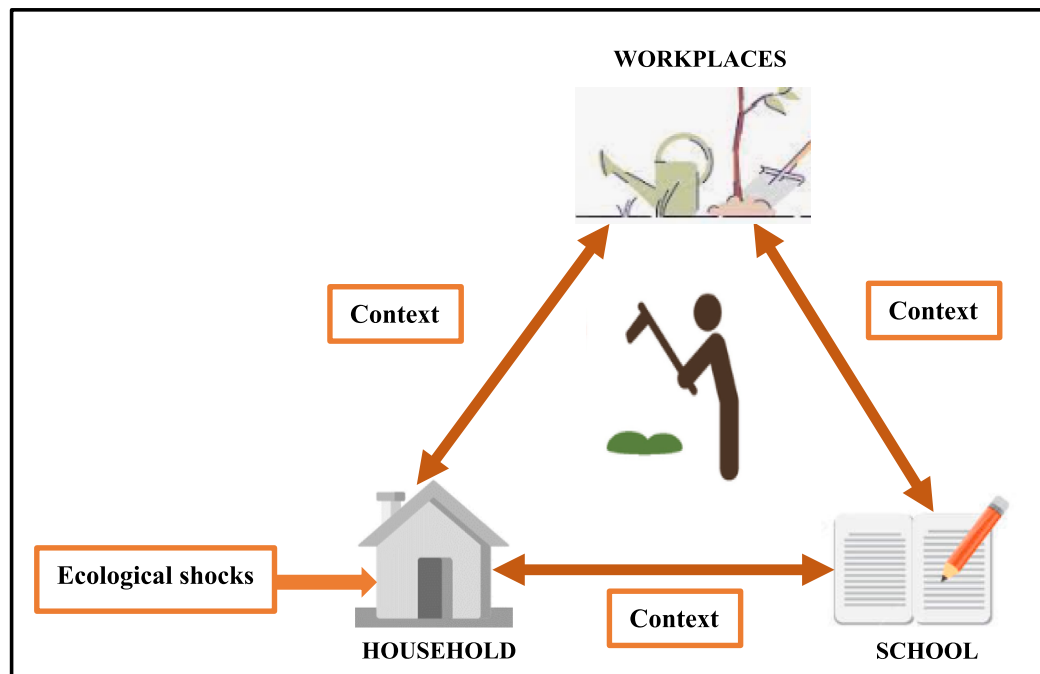 WORKPLACES
Context
Context
Ecological shocks
Context
HOUSEHOLD
SCHOOL